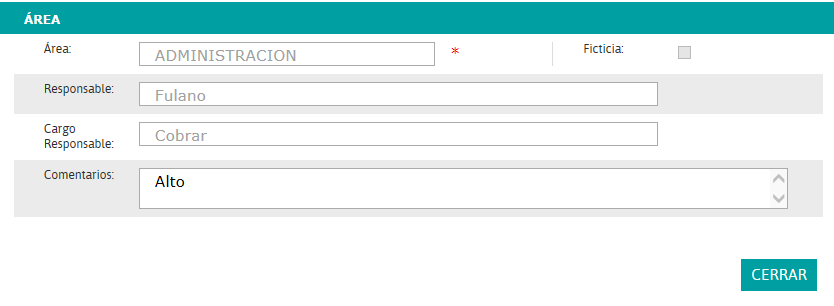 ÁREA
Área: ADMINISTRACION * Ficticia:
Responsable: Fulano
Cargo
Responsable: Cobrar
Comentarios: Alto
CERRAR